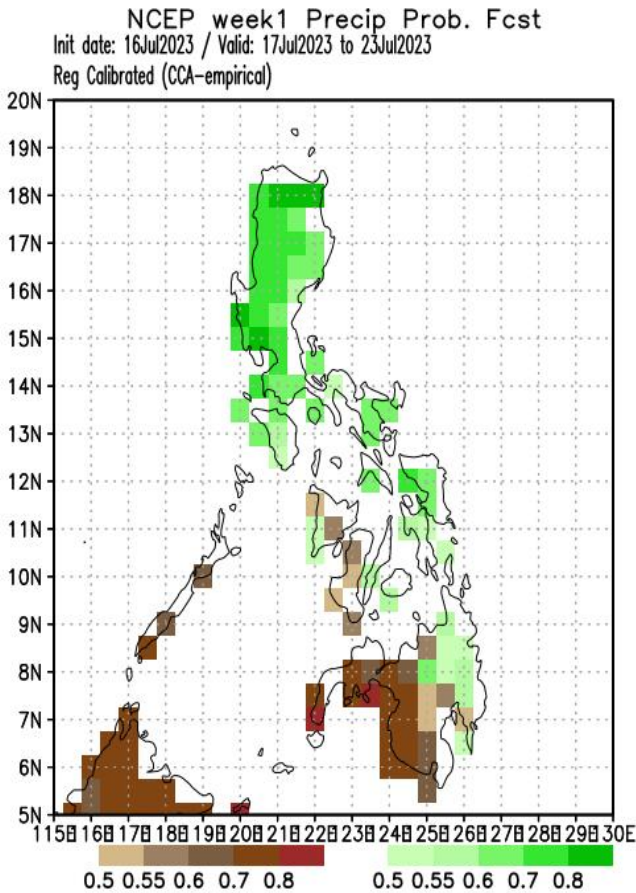 NCEP week1 Precip Prob. Fcst
Init date: 16Jul2023 / Valid: 17Jul2023 to 23Jul2023
Reg Calibrated (CCA-empirical)
20N
19N
18N
17N
16N
15N
14N
13N
12N
11N
10N
9N
8N
7N
6N
5N
115E 116E 117E 118E 119E 120E 121E 122E 123E 124E 125E 126E 127E 128E 129E 130E
0.5 0.55 0.6 0.7 0.8 0.5 0.55 0.6 0.7 0.8